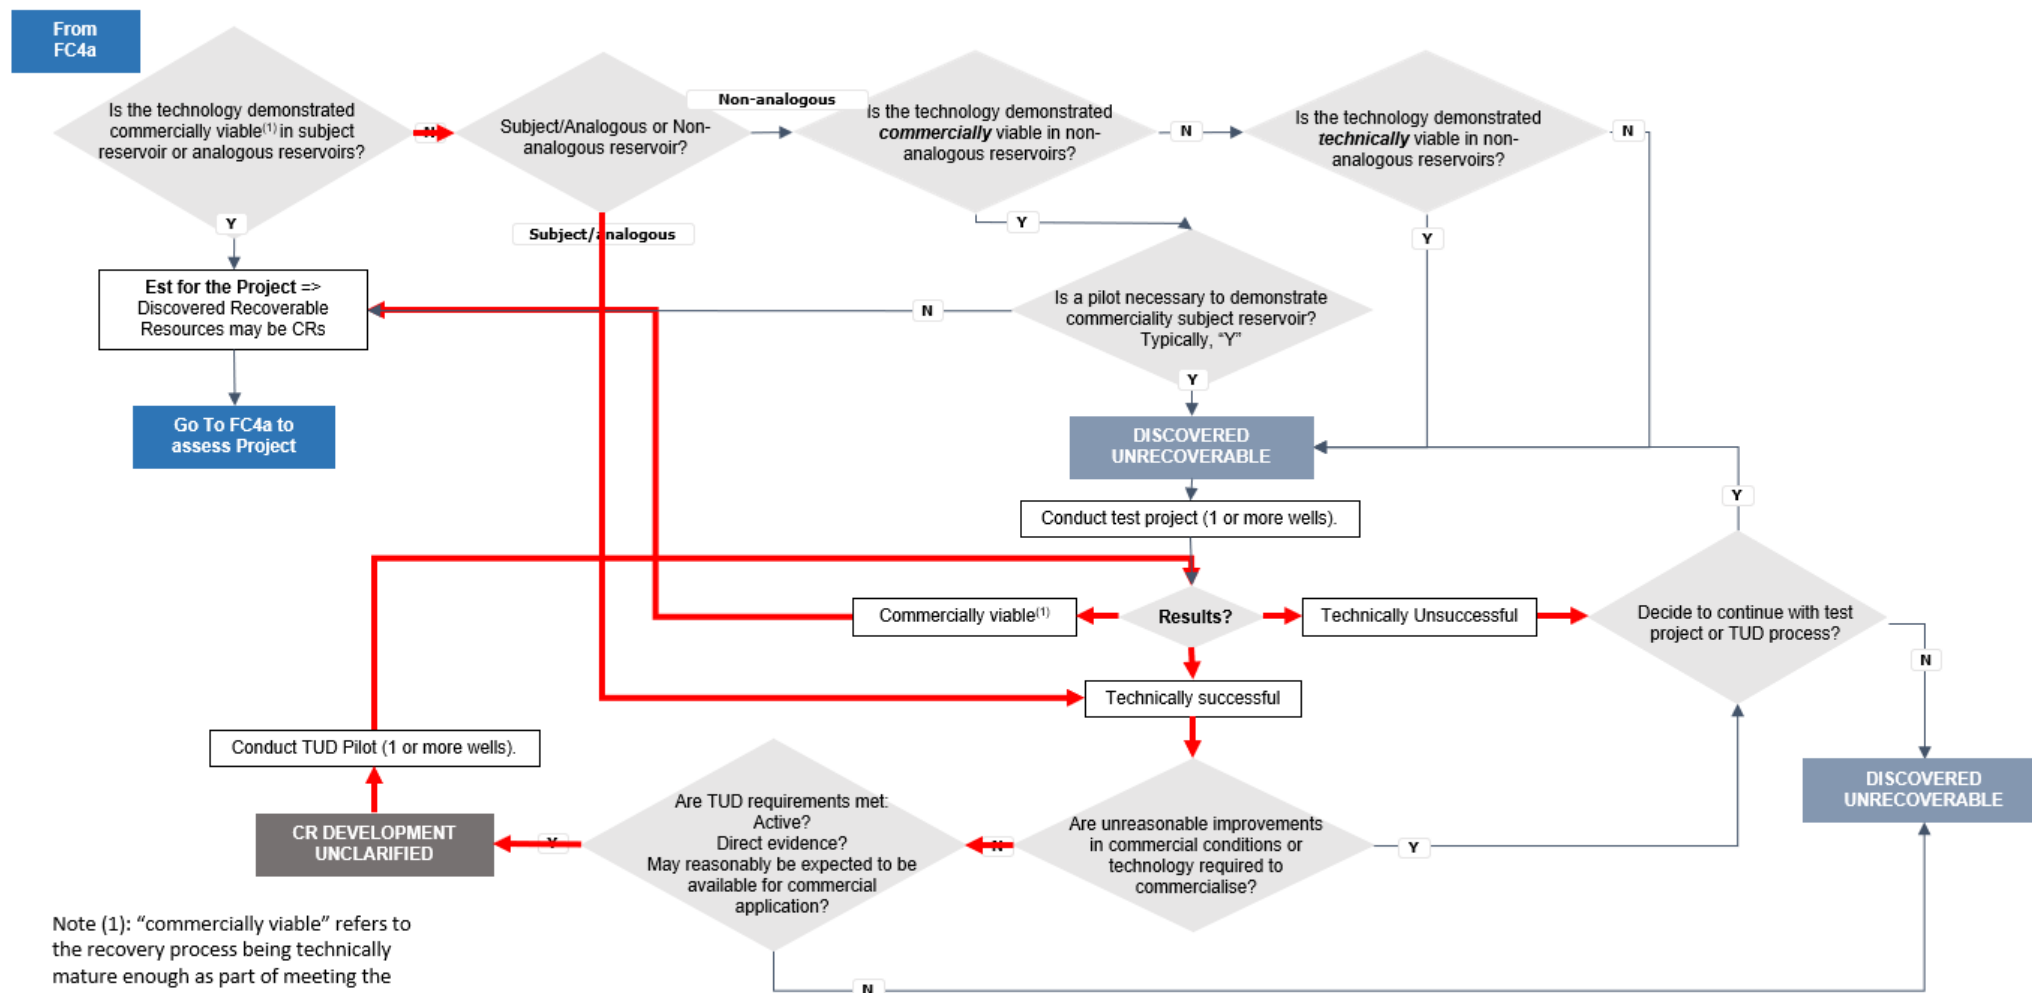 From
FC4a
Is the technology demonstrated
commercially viable(1) in subject
reservoir or analogous reservoirs?
N
Subject/Analogous or Non-
analogous reservoir?
Non-analogous
Is the technology demonstrated
commercially viable in non-
analogous reservoirs?
N
Is the technology demonstrated
technically viable in non-
analogous reservoirs?
N
Y
Subject/analogous
Y
Y
Est for the Project =>
Discovered Recoverable
Resources may be CRs
N
Is a pilot necessary to demonstrate
commerciality subject reservoir?
Typically, “Y”
Y
Go To FC4a to
assess Project
DISCOVERED
UNRECOVERABLE
Y
Conduct test project (1 or more wells).
Commercially viable(1)
Results?
Technically Unsuccessful
Decide to continue with test
project or TUD process?
N
Technically successful
Conduct TUD Pilot (1 or more wells).
DISCOVERED
UNRECOVERABLE
CR DEVELOPMENT
UNCLARIFIED
Y
Are TUD requirements met:
Active?
Direct evidence?
May reasonably be expected to be
available for commercial
application?
N
Are unreasonable improvements
in commercial conditions or
technology required to
commercialise?
Y
N
Note (1): “commercially viable” refers to
the recovery process being technically
mature enough as part of meeting the